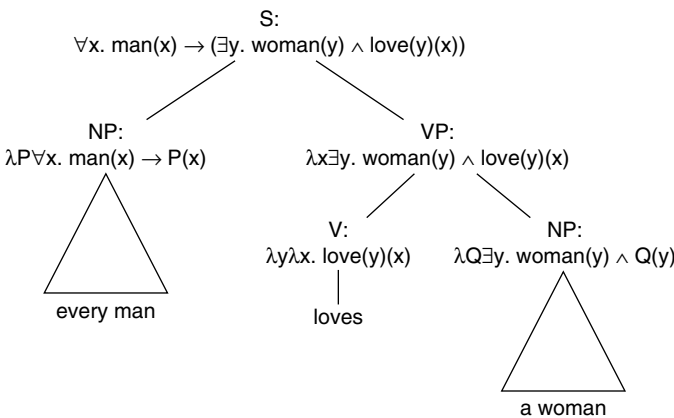 S:
∀x. man(x) → (∃y. woman(y) ∧ love(y)(x))
NP:
λP∀x. man(x) → P(x)
every man
VP:
λx∃y. woman(y) ∧ love(y)(x)
V:
λyλx. love(y)(x)
loves
NP:
λQ∃y. woman(y) ∧ Q(y)
a woman